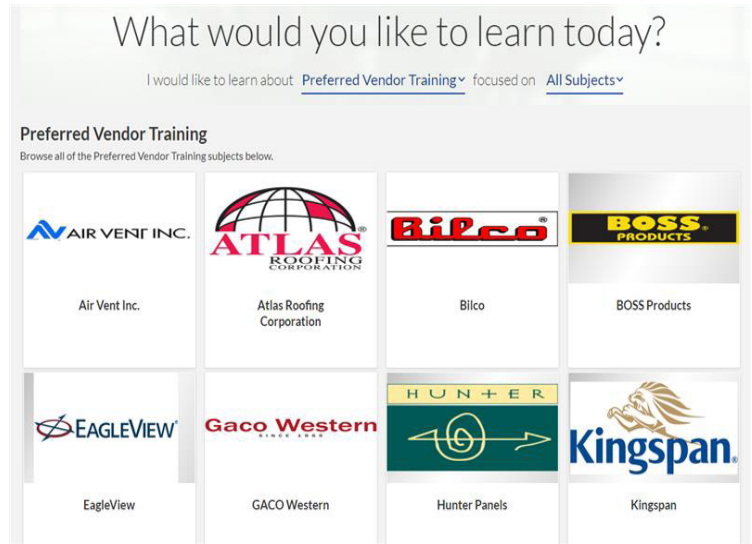 What would you like to learn today?
I would like to learn about Preferred Vendor Training focused on All Subjects
Preferred Vendor Training
Browse all of the Preferred Vendor Training subjects below.
AIR VENT INC.
ATLAS®
ROOFING
CORPORATION
Bilco®
BOSS®
PRODUCTS
Air Vent Inc.
Atlas Roofing
Corporation
Bilco
BOSS Products
EAGLEVIEW®
Gaco Western
HUNTER
Kingspan®
EagleView
GACO Western
Hunter Panels
Kingspan